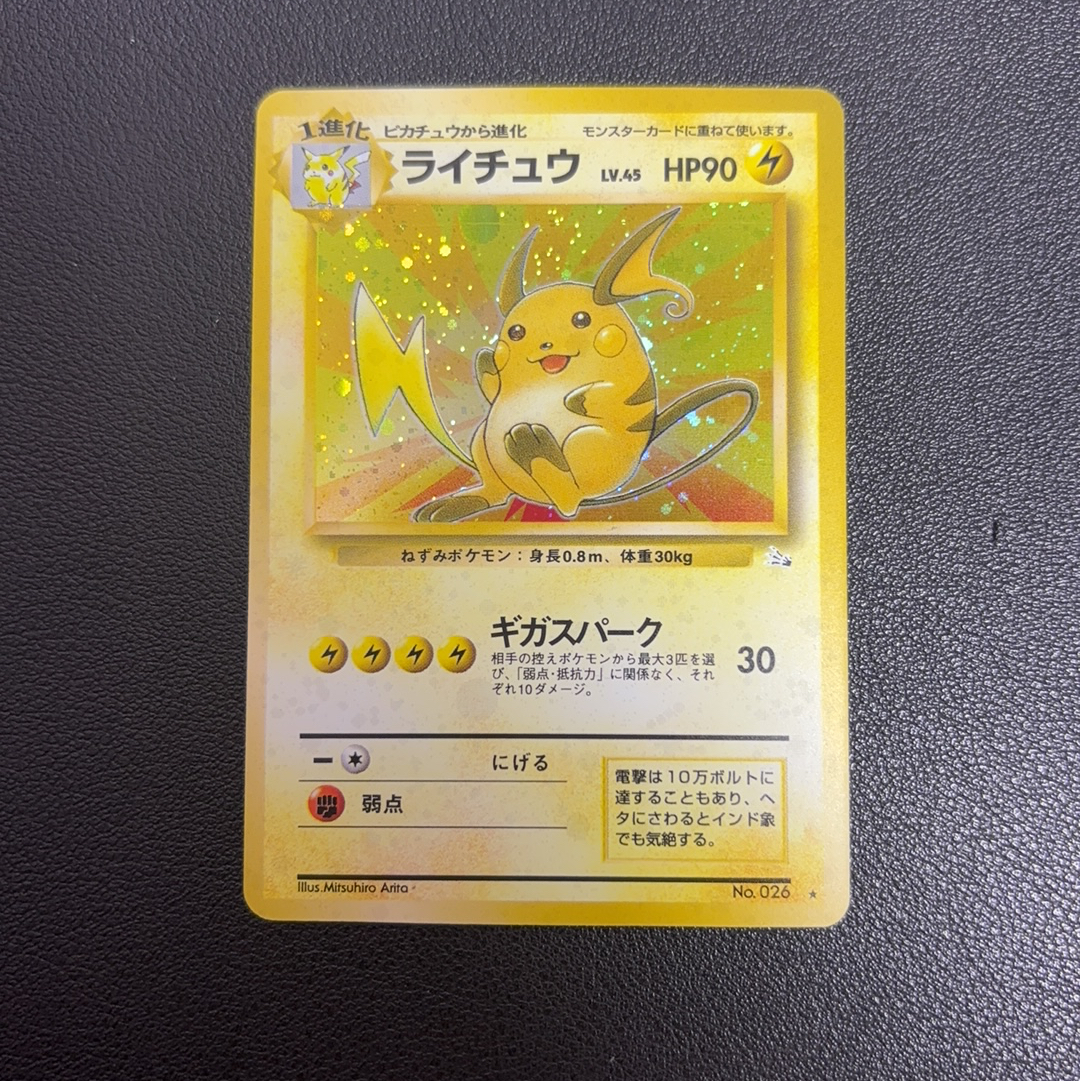 1進化 ピカチュウから進化 モンスターカードに重ねて使います。
ライチュウ LV.45 HP90
ねずみポケモン：身長0.8m、体重30kg
ギガスパーク
相手の控えポケモンから最大3匹を選
び、「弱点・抵抗力」に関係なく、それ
ぞれ10ダメージ。
30
ー にげる
弱点
電撃は10万ボルトに
達することもあり、ヘ
タにさわるとインド象
でも気絶する。
Illus.Mitsuhiro Arita
No.026 ★